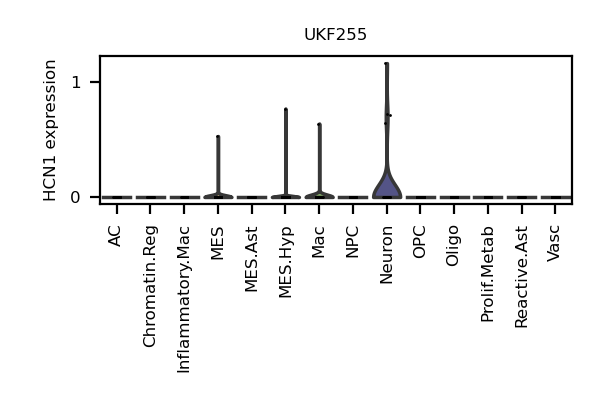 UKF255
HCN1 expression
1
0
AC
Chromatin.Reg
Inflammatory.Mac
MES
MES.Ast
MES.Hyp
Mac
NPC
Neuron
OPC
Oligo
Prolif.Metab
Reactive.Ast
Vasc